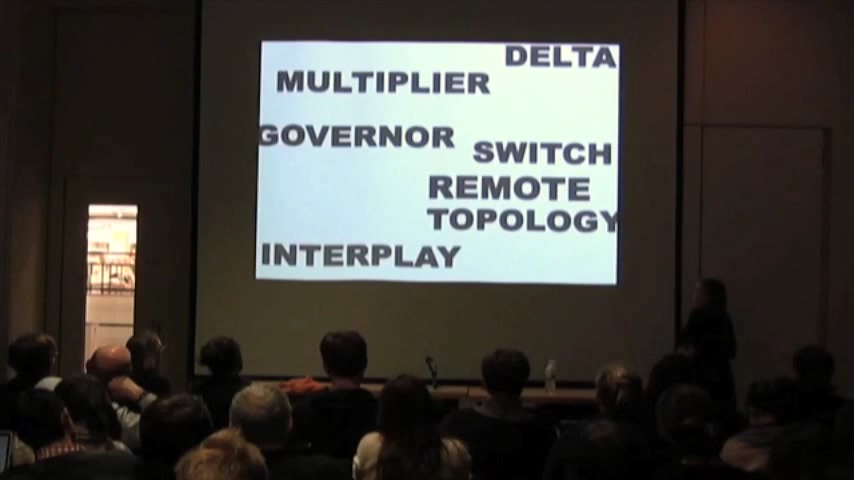 DELTA
MULTIPLIER
GOVERNOR
SWITCH
REMOTE
TOPOLOGY
INTERPLAY